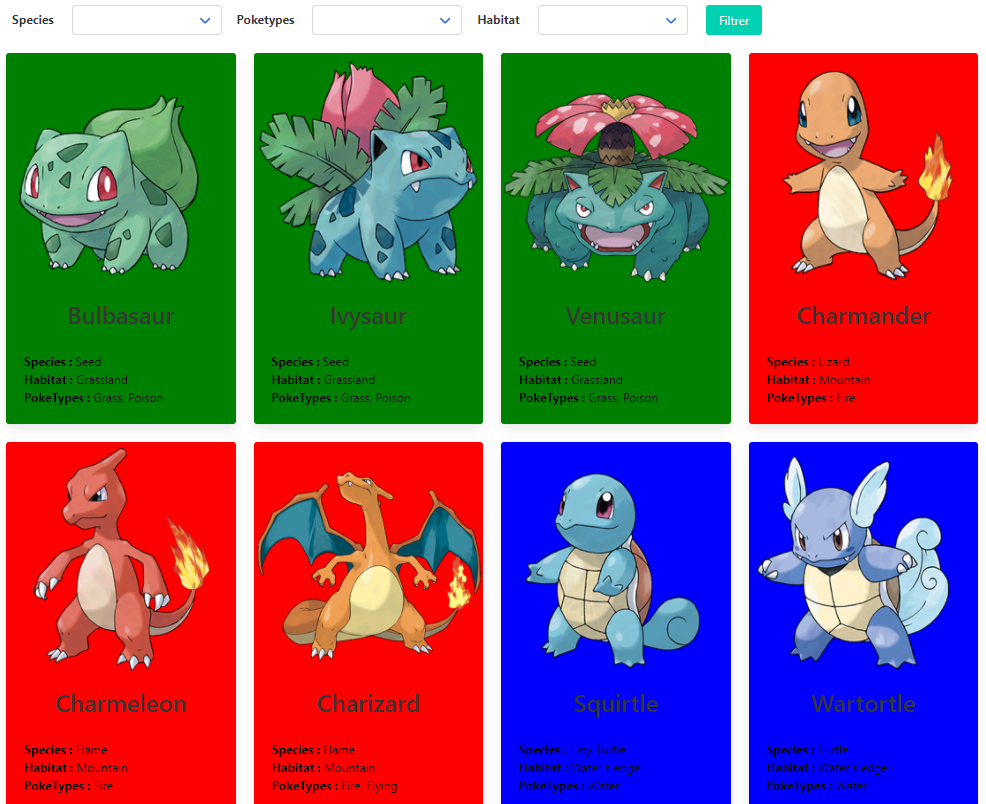 Species Poketypes Habitat Filtrer
Bulbasaur Ivysaur Venusaur Charmander
Species : Seed Species : Seed Species : Seed Species : Lizard
Habitat : Grassland Habitat : Grassland Habitat : Grassland Habitat : Mountain
PokeTypes : Grass, Poison PokeTypes : Grass, Poison PokeTypes : Grass, Poison PokeTypes : Fire
Charmeleon Charizard Squirtle Wartortle
Species : Flame Species : Flame Species : Tiny Turtle Species : Turtle
Habitat : Mountain Habitat : Mountain Habitat : Water's edge Habitat : Water's edge
PokeTypes : Fire PokeTypes : Fire, Flying PokeTypes : Water PokeTypes : Water